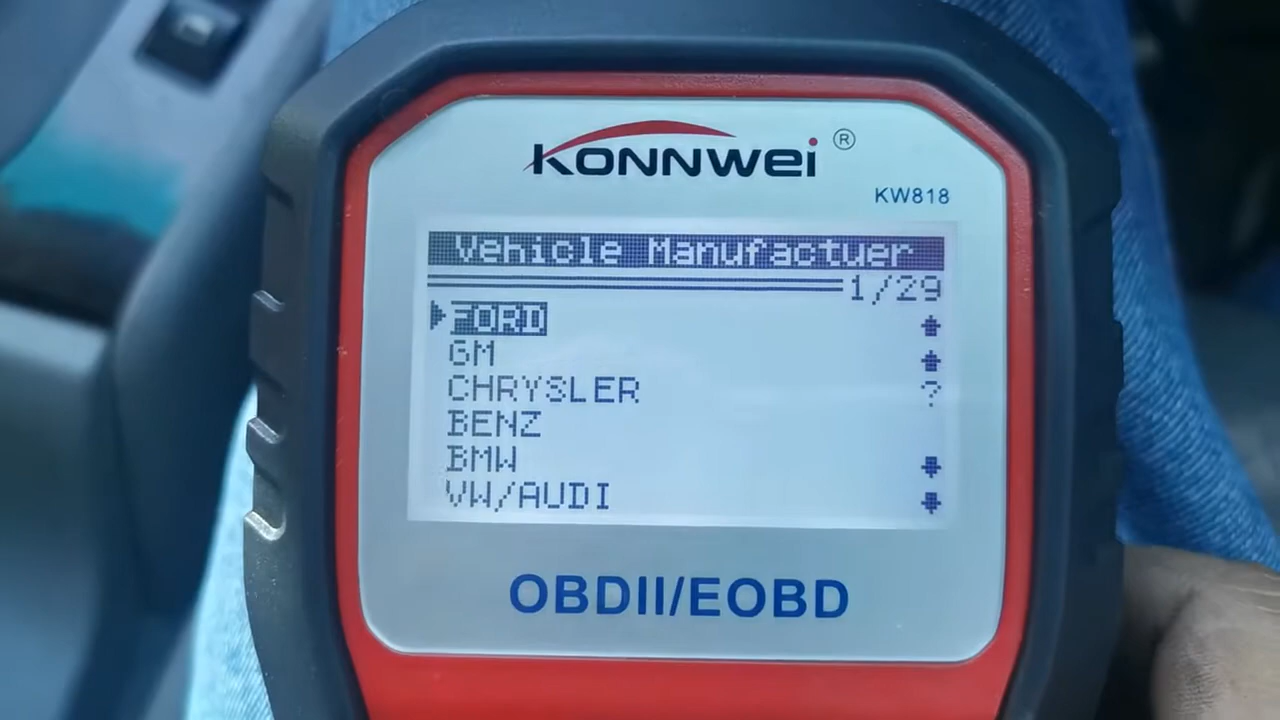 KONNWEI ®
KW818
Vehicle Manufactuer
1/29
FORD
GM
CHRYSLER
?
BENZ
BMW
VW/AUDI
OBDII/EOBD